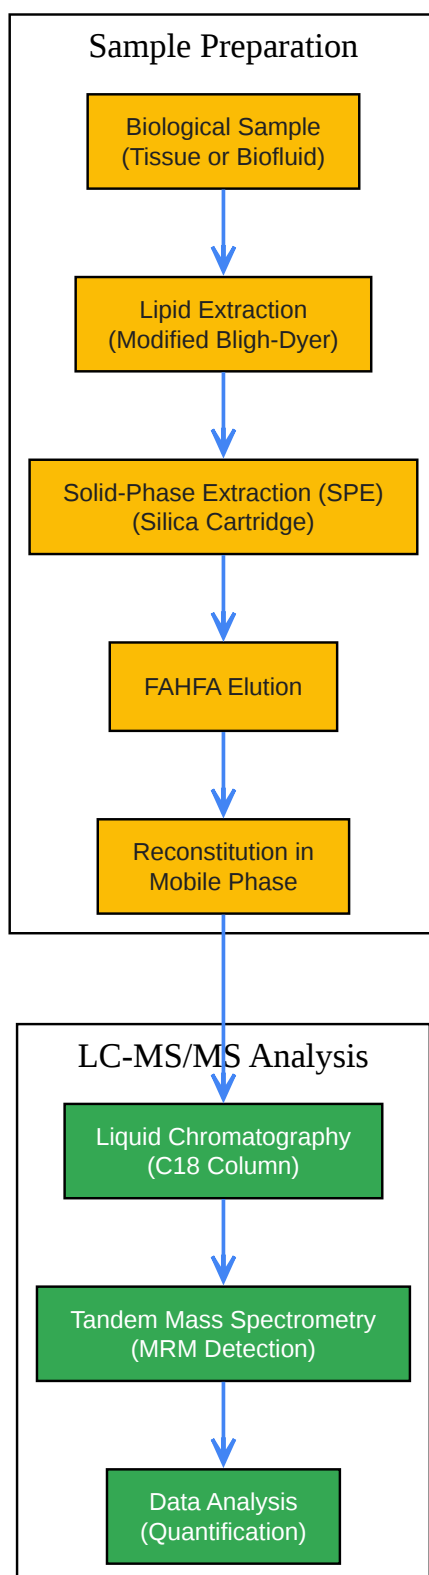 Sample Preparation
Biological Sample
(Tissue or Biofluid)
Lipid Extraction
(Modified Bligh-Dyer)
Solid-Phase Extraction (SPE)
(Silica Cartridge)
FAHFA Elution
Reconstitution in
Mobile Phase
LC-MS/MS Analysis
Liquid Chromatography
(C18 Column)
Tandem Mass Spectrometry
(MRM Detection)
Data Analysis
(Quantification)